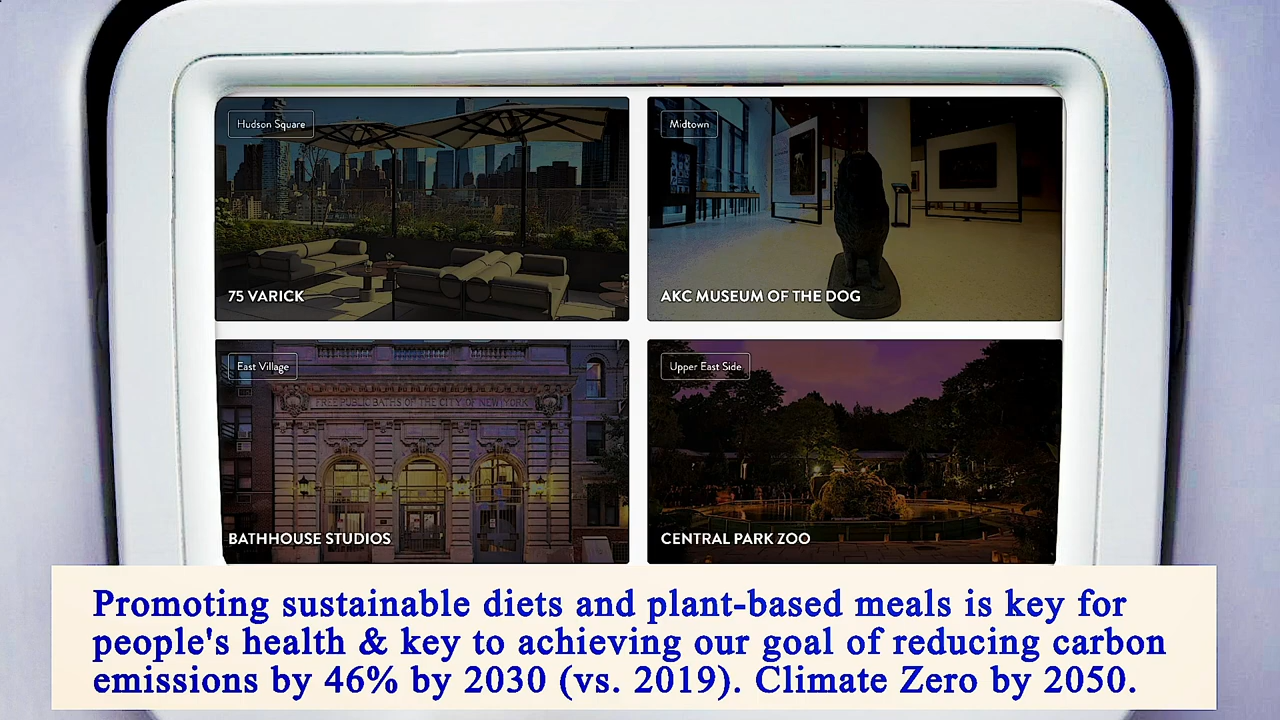 Hudson Square
75 VARICK
Midtown
AKC MUSEUM OF THE DOG
East Village
FREE PUBLIC BATHS OF THE CITY OF NEW YORK
BATHHOUSE STUDIOS
Upper East Side
CENTRAL PARK ZOO
Promoting sustainable diets and plant-based meals is key for
people's health & key to achieving our goal of reducing carbon
emissions by 46% by 2030 (vs. 2019). Climate Zero by 2050.